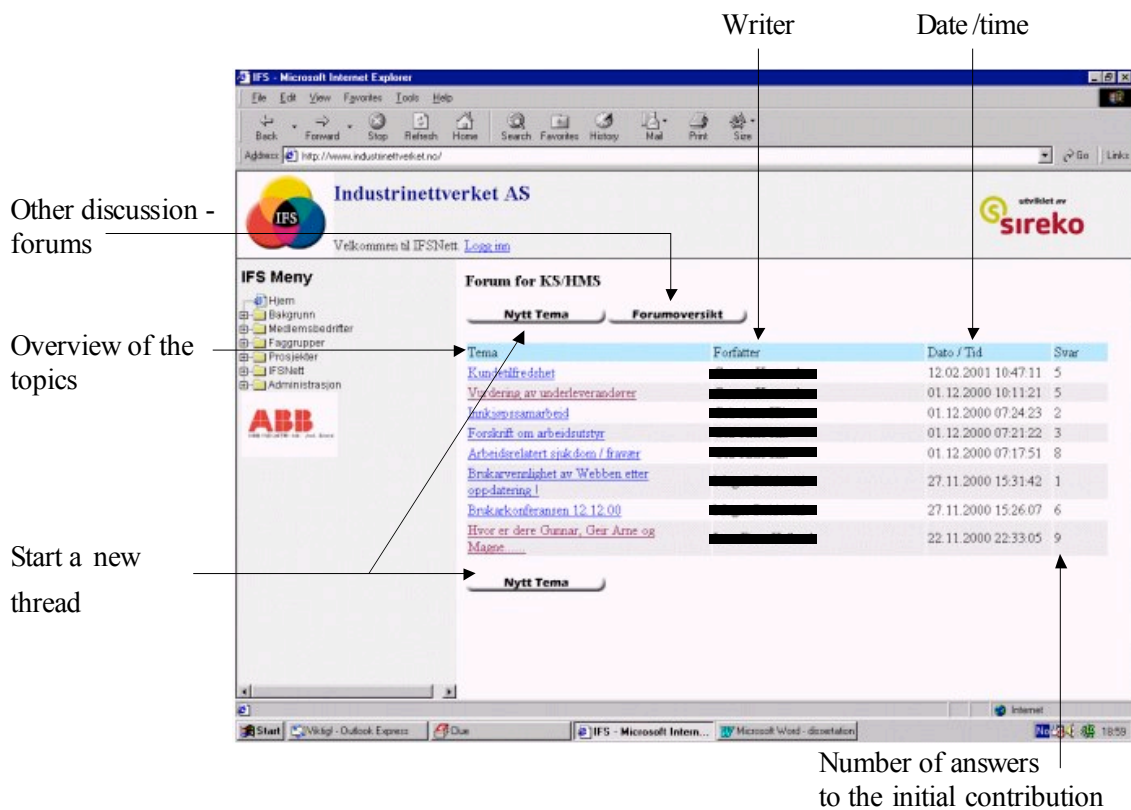 Writer
Date /time
IFS - Microsoft Internet Explorer
File Edit View Favorites Tools Help
Back Forward Stop Refresh Home Search Favorites History Mail Print Size
Address http://www.industrinettverket.no/ Go Links
Industrinettverket AS
IFS
utviklet av
sireko
Velkommen til IFSNett Logg inn
Other discussion -
forums
IFS Meny
Hjem
Bakgrunn
Medlemsbedrifter
Faggrupper
Prosjekter
IFSNett
Administrasjon
ABB
Forum for KS/HMS
Nytt Tema Forumoversikt
Overview of the
topics
Tema Forfatter Dato / Tid Svar
Kundetilfredshet 12.02.2001 10:47:11 5
Vurdering av underleverandører 01.12.2000 10:11:21 5
Innkjøpssamarbeid 01.12.2000 07:24:23 2
Forskrift om arbeidsutstyr 01.12.2000 07:21:22 3
Arbeidsrelatert sjukdom / fravær 01.12.2000 07:17:51 8
Brukarvennlighet av Webben etter
oppdatering ! 27.11.2000 15:31:42 1
Brukarkonferansen 12.12.00 27.11.2000 15:26:07 6
Hvor er dere Gunnar, Geir Arne og
Magne...... 22.11.2000 22:33:05 9
Nytt Tema
Start a new
thread
Internet
Start Viktig! - Outlook Express Due IFS - Microsoft Intern... Microsoft Word - dissertation No 18:59
Number of answers
to the initial contribution